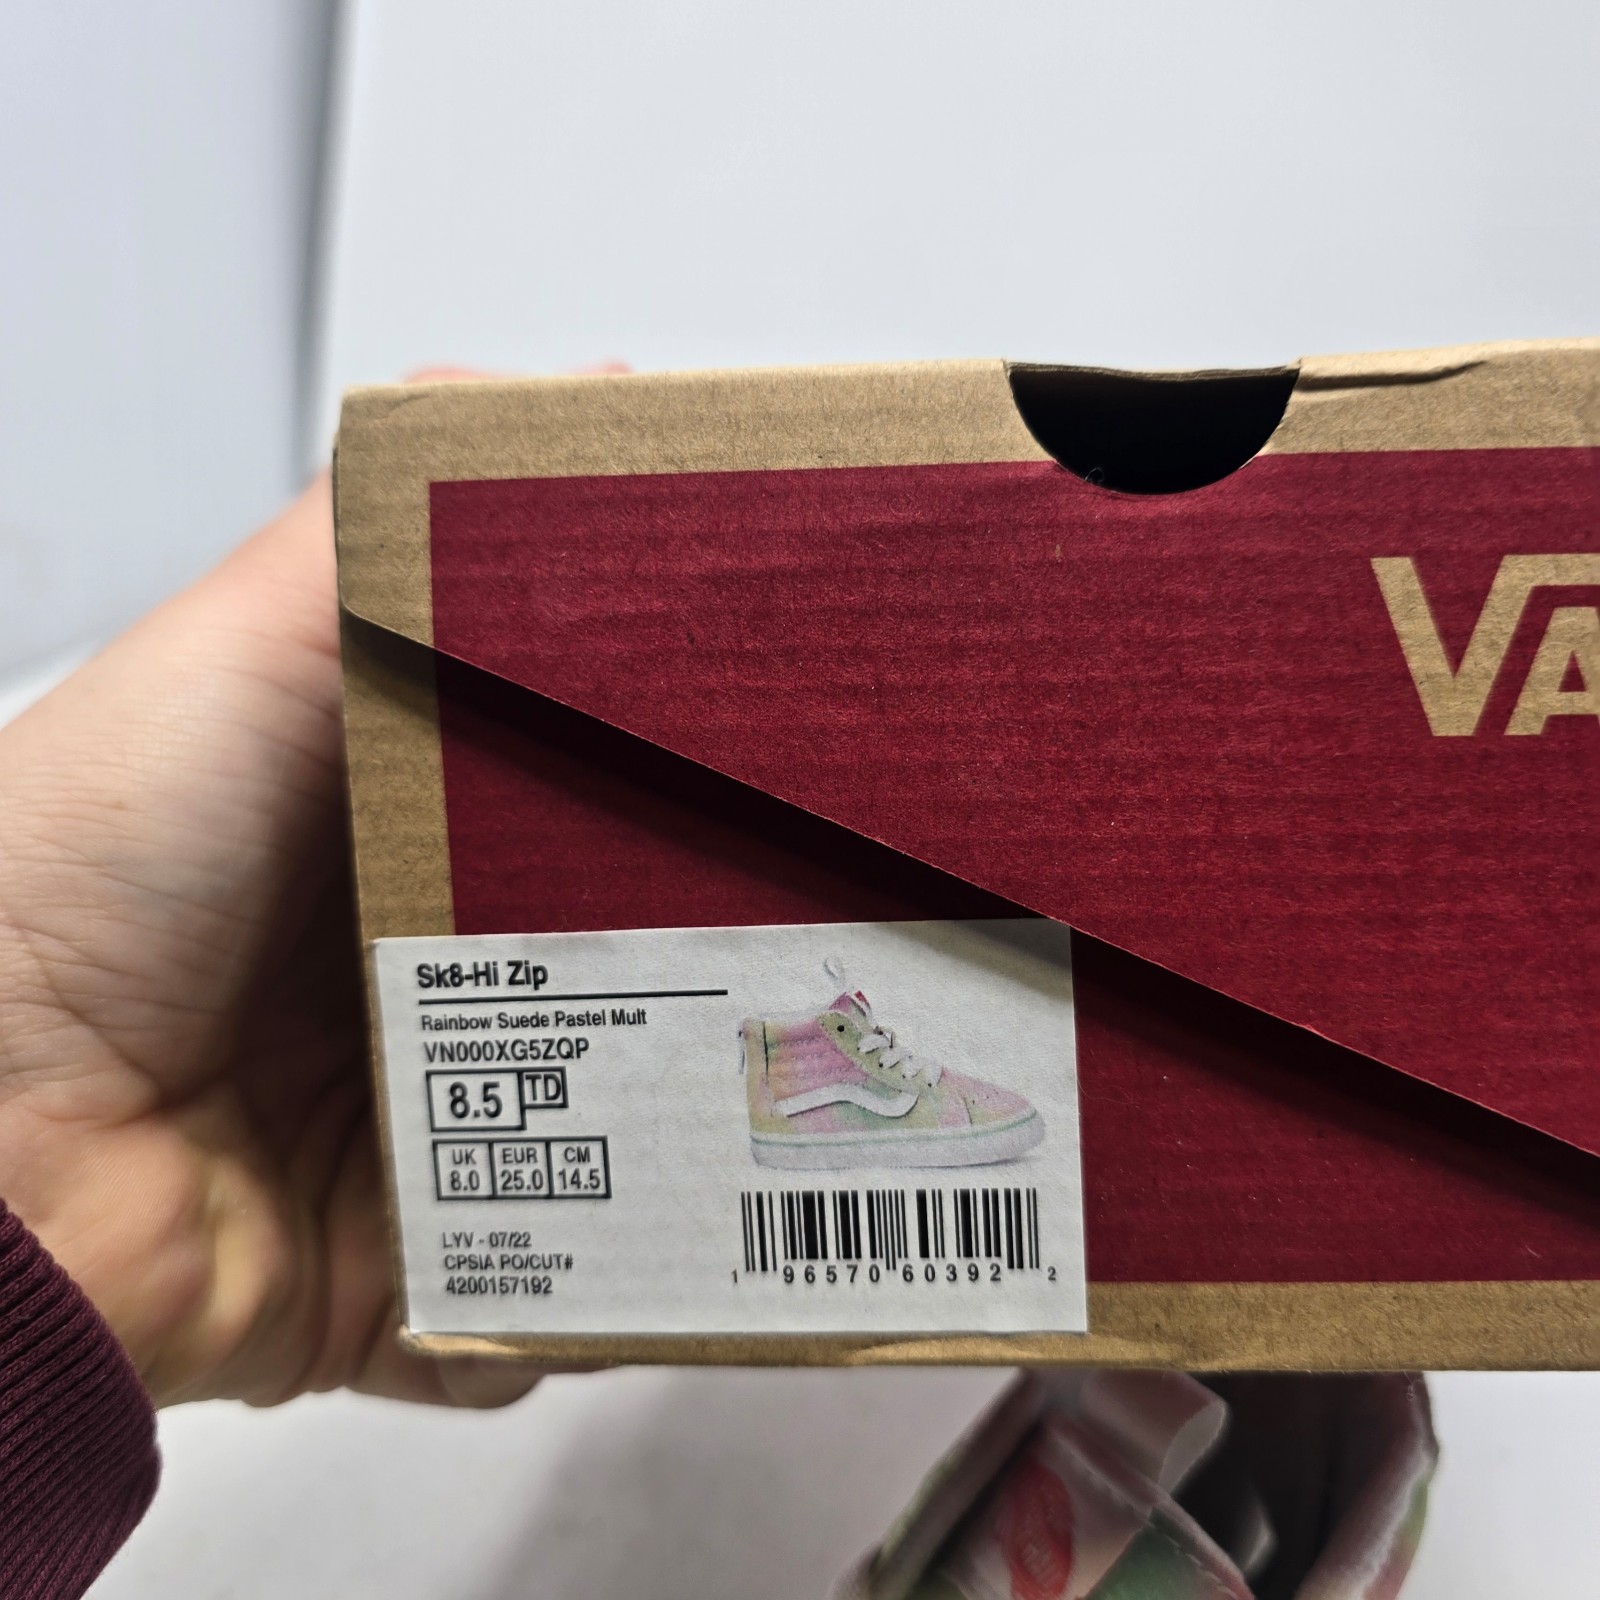 VA
Sk8-Hi Zip
Rainbow Suede Pastel Mult
VN000XG5ZQP
8.5 TD
UK EUR CM
8.0 25.0 14.5
LYV - 07/22
CPSIA PO/CUT#
4200157192
1 96570 60392 2